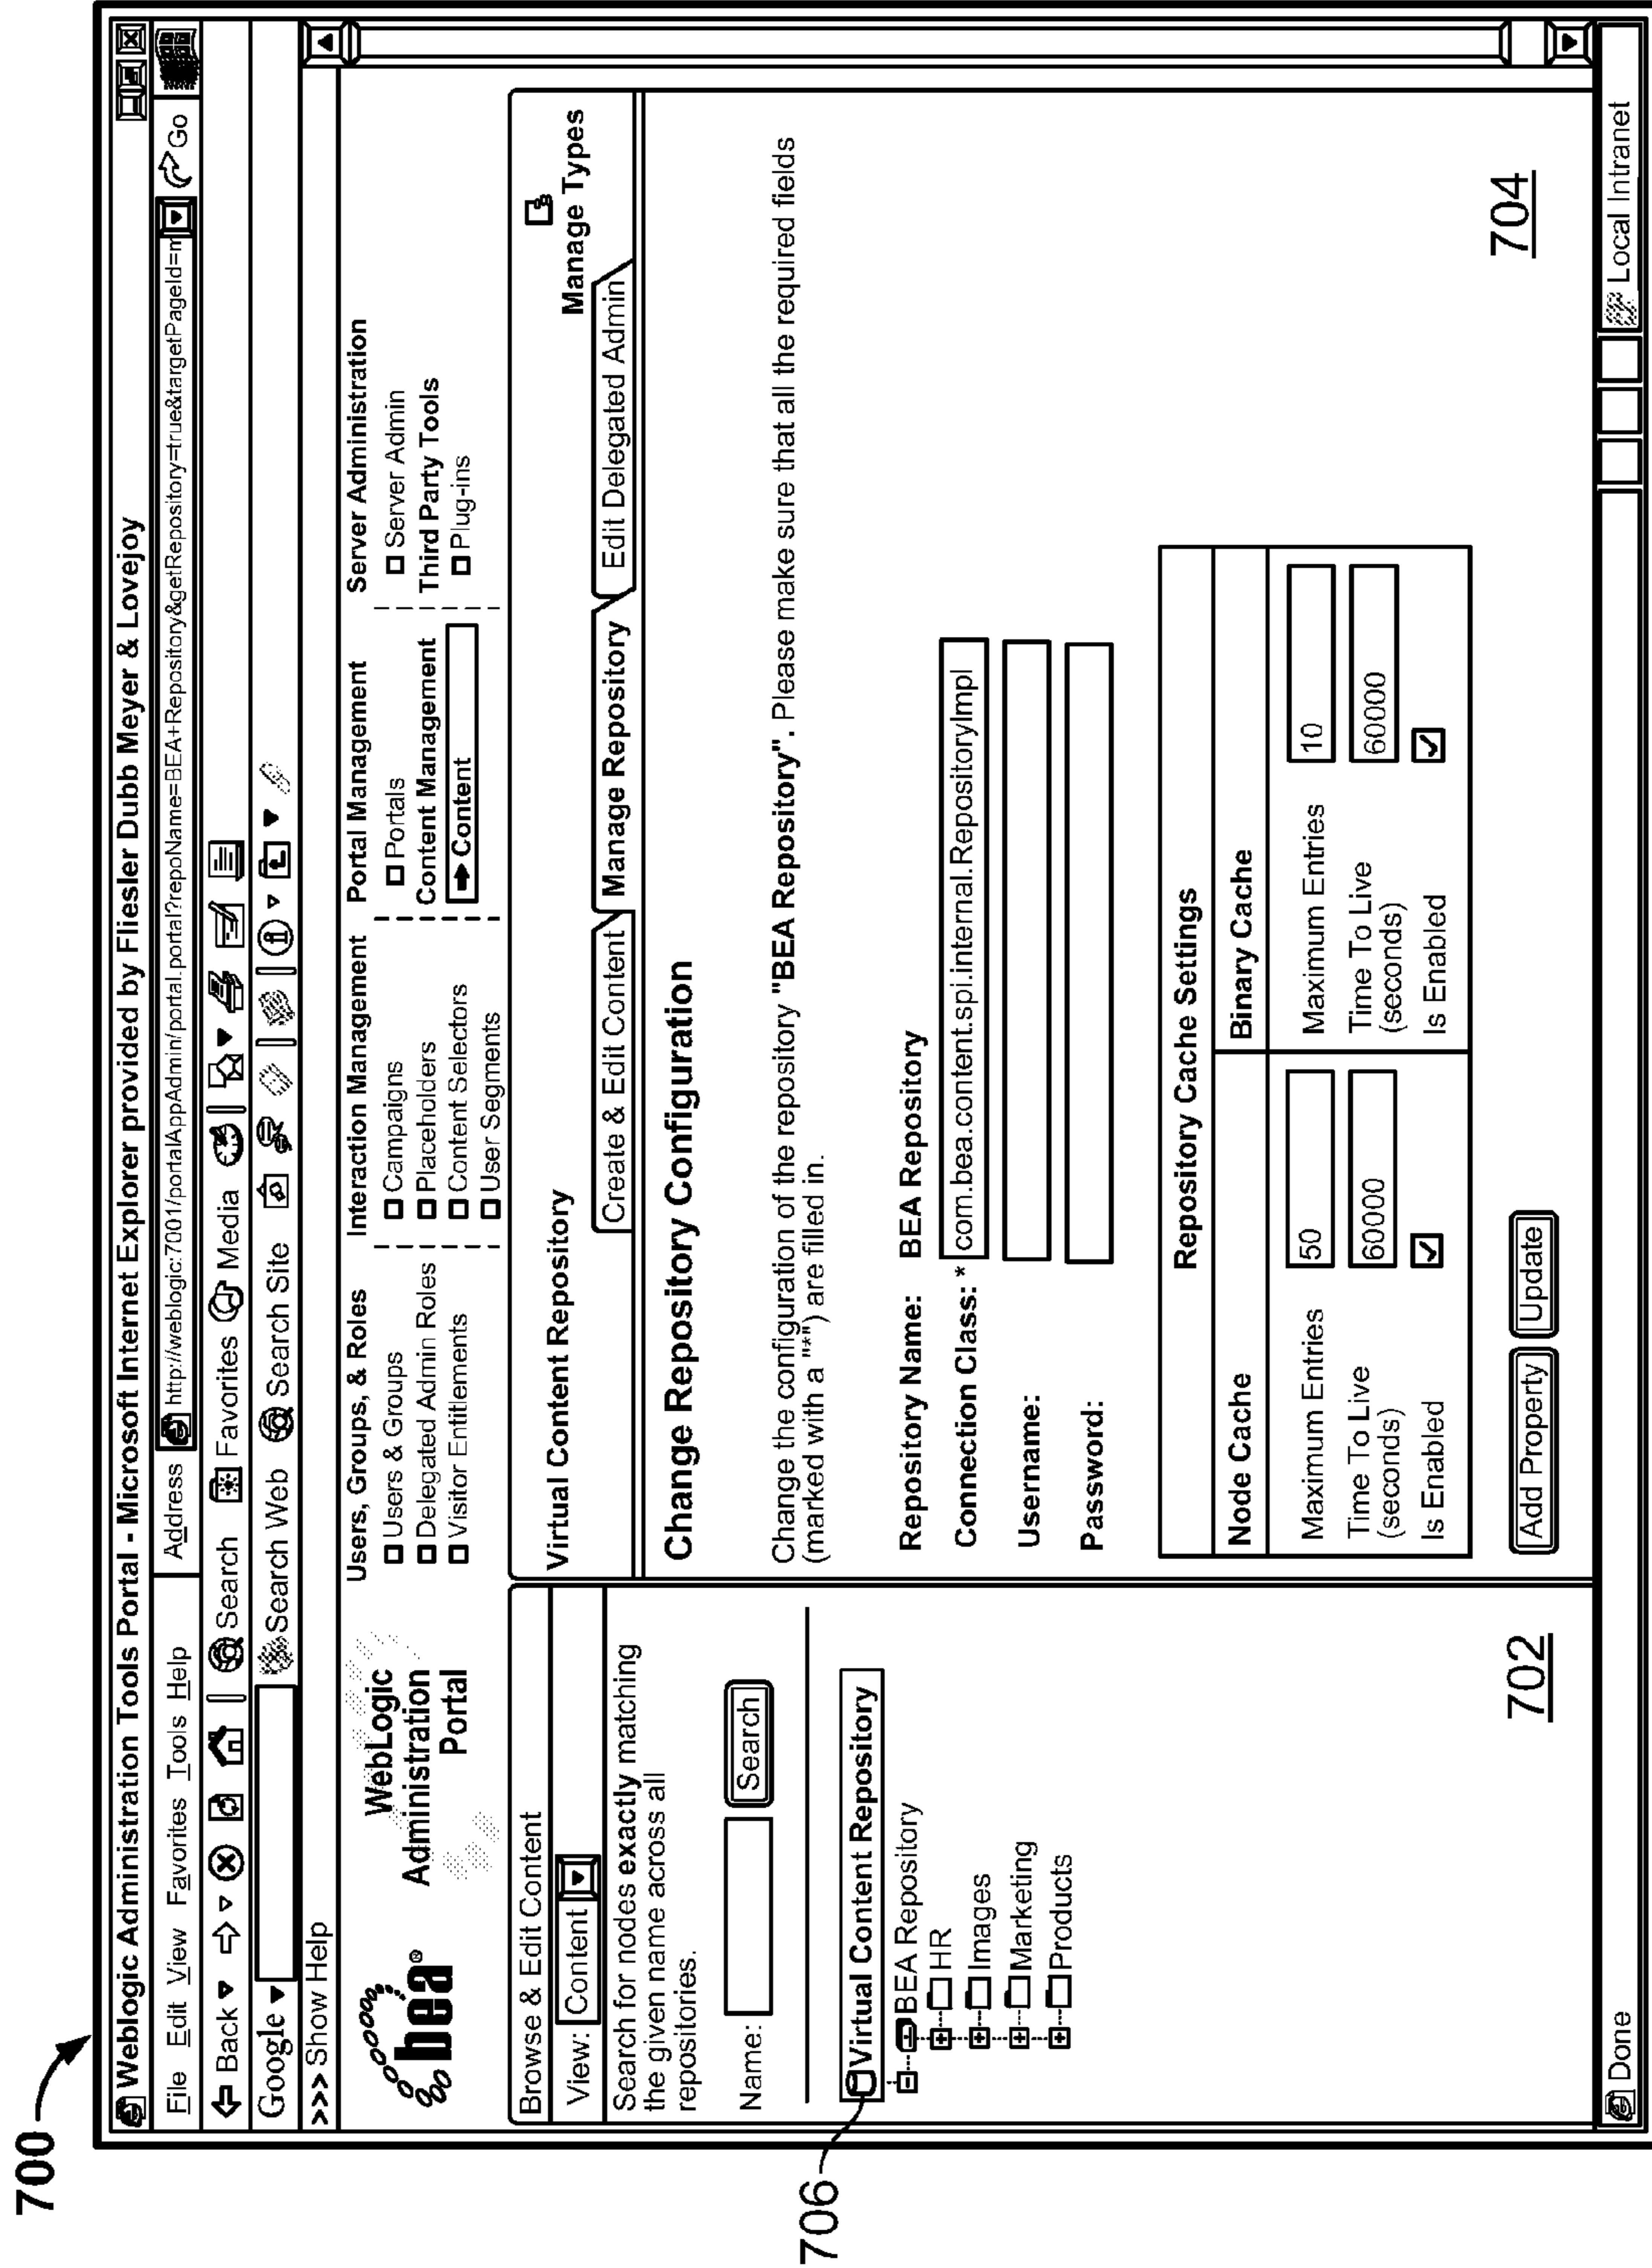 700
Weblogic Administration Tools Portal - Microsoft Internet Explorer provided by Fliesler Dubb Meyer & Lovejoy
File Edit View Favorites Tools Help
Address http://weblogic:7001/portalAppAdmin/portal.portal?repoName=BEA+Repository&getRepository=true&targetPageId=m Go
Back Search Favorites Media
Google Search Web Search Site
>>> Show Help
bea®
WebLogic
Administration
Portal
Users, Groups, & Roles
Users & Groups
Delegated Admin Roles
Visitor Entitlements
Interaction Management
Campaigns
Placeholders
Content Selectors
User Segments
Portal Management
Portals
Content Management
Content
Server Administration
Server Admin
Third Party Tools
Plug-ins
Browse & Edit Content
View: Content
Search for nodes exactly matching
the given name across all
repositories.
Name: Search
706
Virtual Content Repository
BEA Repository
HR
Images
Marketing
Products
702
Virtual Content Repository
Manage Types
Create & Edit Content Manage Repository Edit Delegated Admin
Change Repository Configuration
Change the configuration of the repository "BEA Repository". Please make sure that all the required fields
(marked with a "*") are filled in.
Repository Name: BEA Repository
Connection Class: * com.bea.content.spi.internal.RepositoryImpl
Username:
Password:
Repository Cache Settings
Node Cache Binary Cache
Maximum Entries 50 Maximum Entries 10
Time To Live 60000 Time To Live 60000
(seconds) (seconds)
Is Enabled Is Enabled
Add Property Update
704
Done Local Intranet